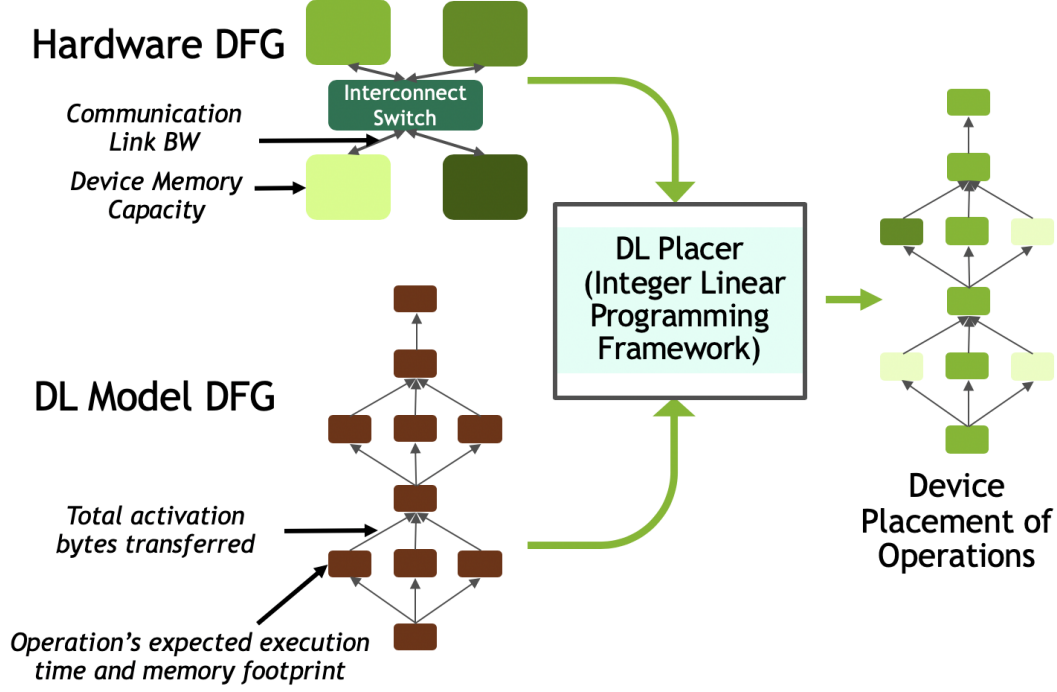 Hardware DFG
Interconnect
Switch
Communication
Link BW
Device Memory
Capacity
DL Placer
(Integer Linear
Programming
Framework)
DL Model DFG
Total activation
bytes transferred
Operation's expected execution
time and memory footprint
Device
Placement of
Operations